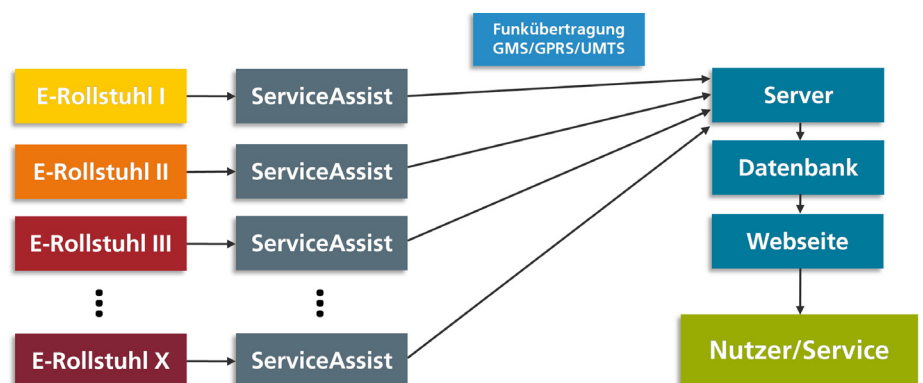 Funkübertragung
GMS/GPRS/UMTS
E-Rollstuhl I
ServiceAssist
Server
E-Rollstuhl II
ServiceAssist
Datenbank
E-Rollstuhl III
ServiceAssist
Webseite
E-Rollstuhl X
ServiceAssist
Nutzer/Service